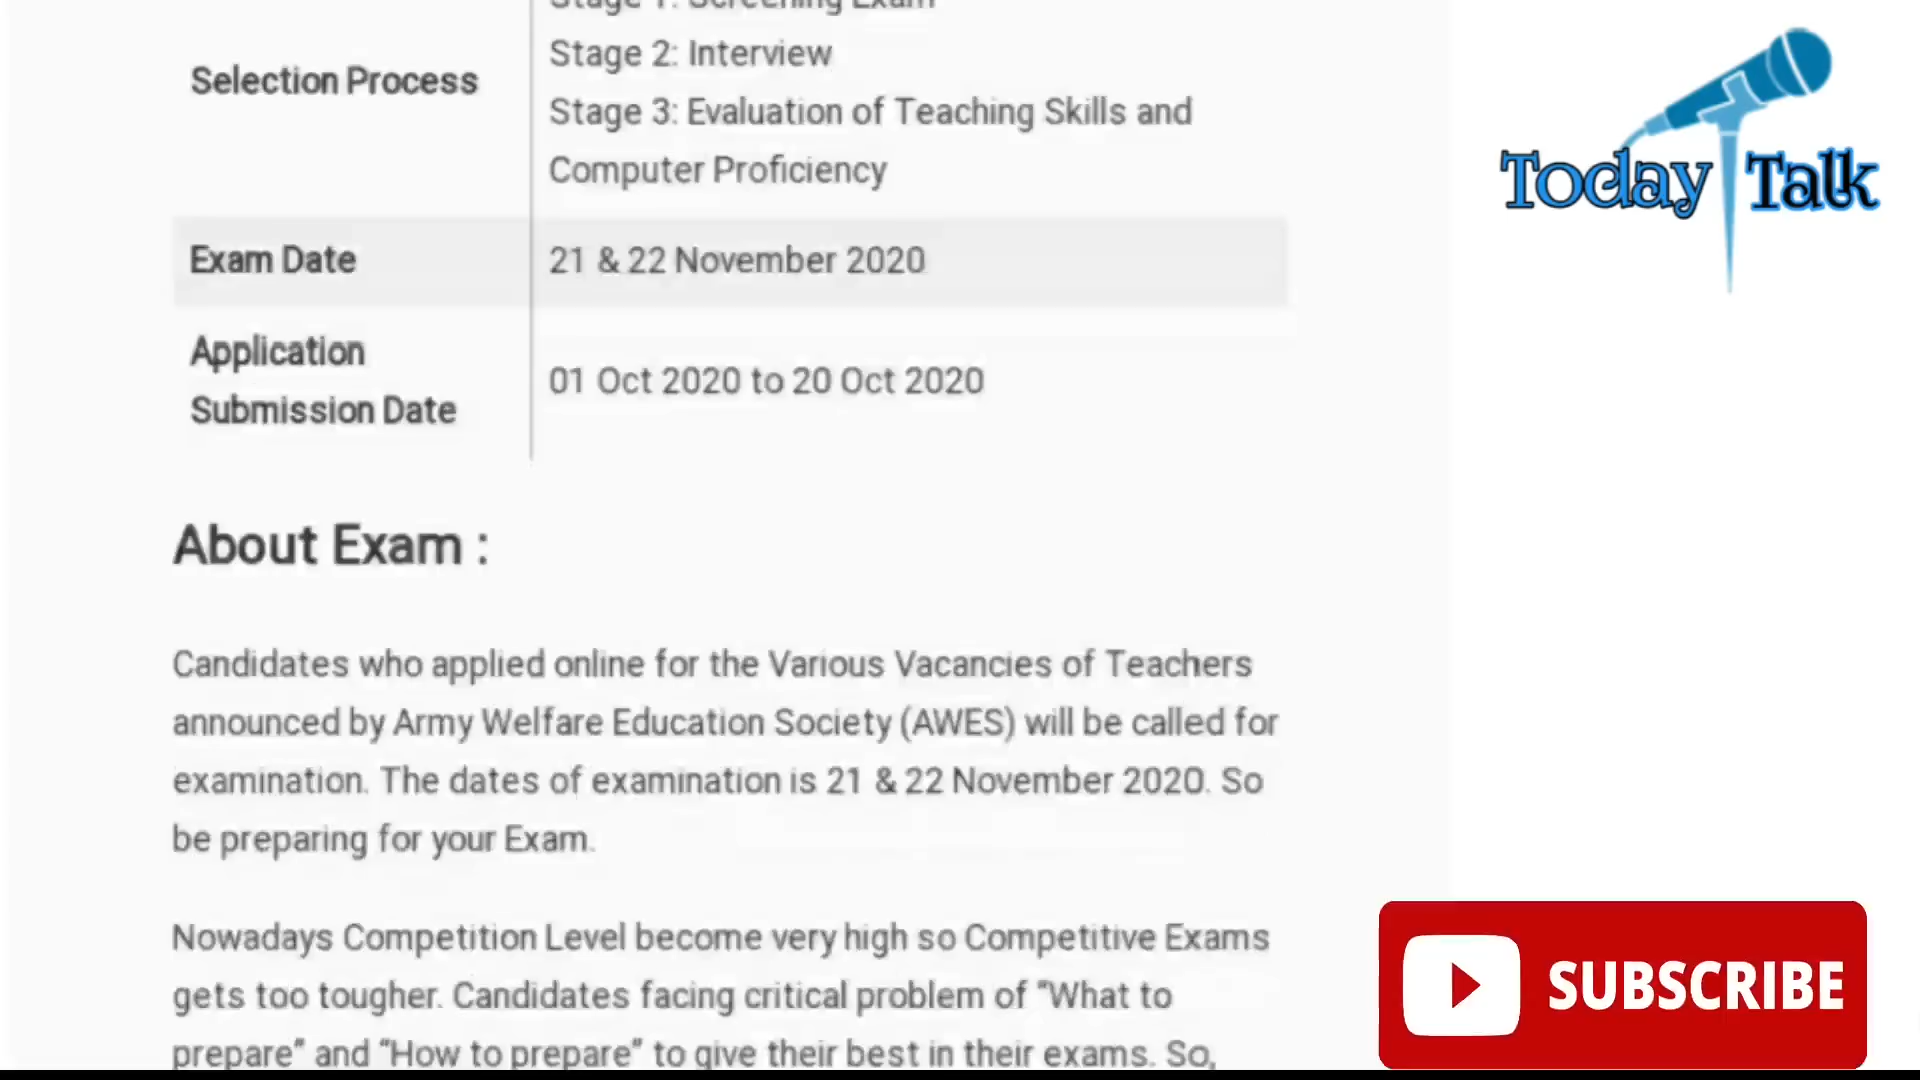 Stage 1: Screening Exam
Stage 2: Interview
Selection Process
Stage 3: Evaluation of Teaching Skills and
Computer Proficiency
Exam Date
21 & 22 November 2020
Application
Submission Date
01 Oct 2020 to 20 Oct 2020
About Exam :
Candidates who applied online for the Various Vacancies of Teachers
announced by Army Welfare Education Society (AWES) will be called for
examination. The dates of examination is 21 & 22 November 2020. So
be preparing for your Exam.
Nowadays Competition Level become very high so Competitive Exams
gets too tougher. Candidates facing critical problem of “What to
prepare” and “How to prepare” to give their best in their exams. So,
Today Talk
SUBSCRIBE